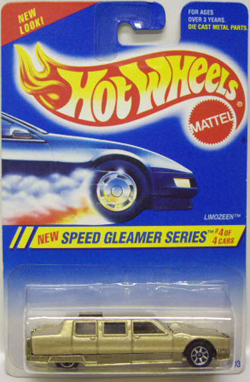 NEW
LOOK!
FOR AGES
OVER 3 YEARS.
DIE CAST METAL PARTS.
HOT WHEELS
MATTEL
LIMOZEEN™
NEW SPEED GLEAMER SERIES™ #4 OF
4 CARS